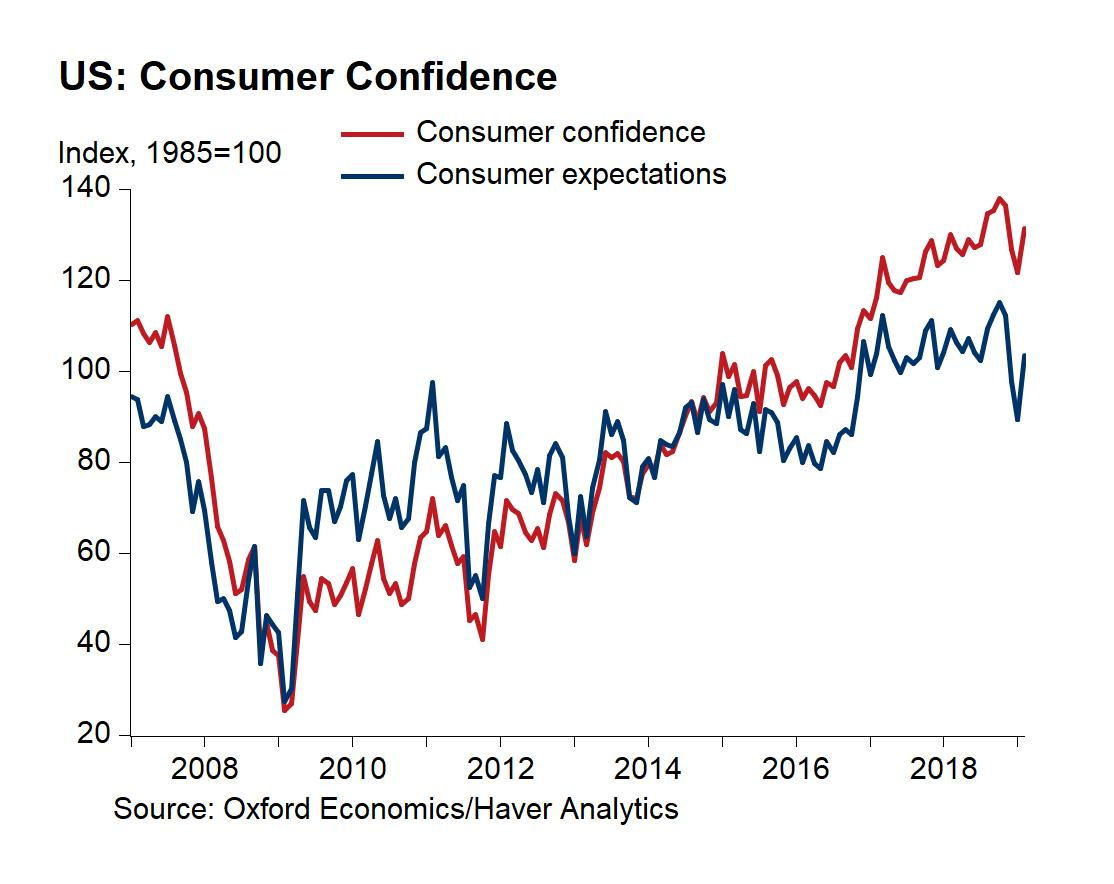 US: Consumer Confidence
Consumer confidence
Index, 1985=100
Consumer expectations
140
120
100
80
60
40
20
2008 2010 2012 2014 2016 2018
Source: Oxford Economics/Haver Analytics